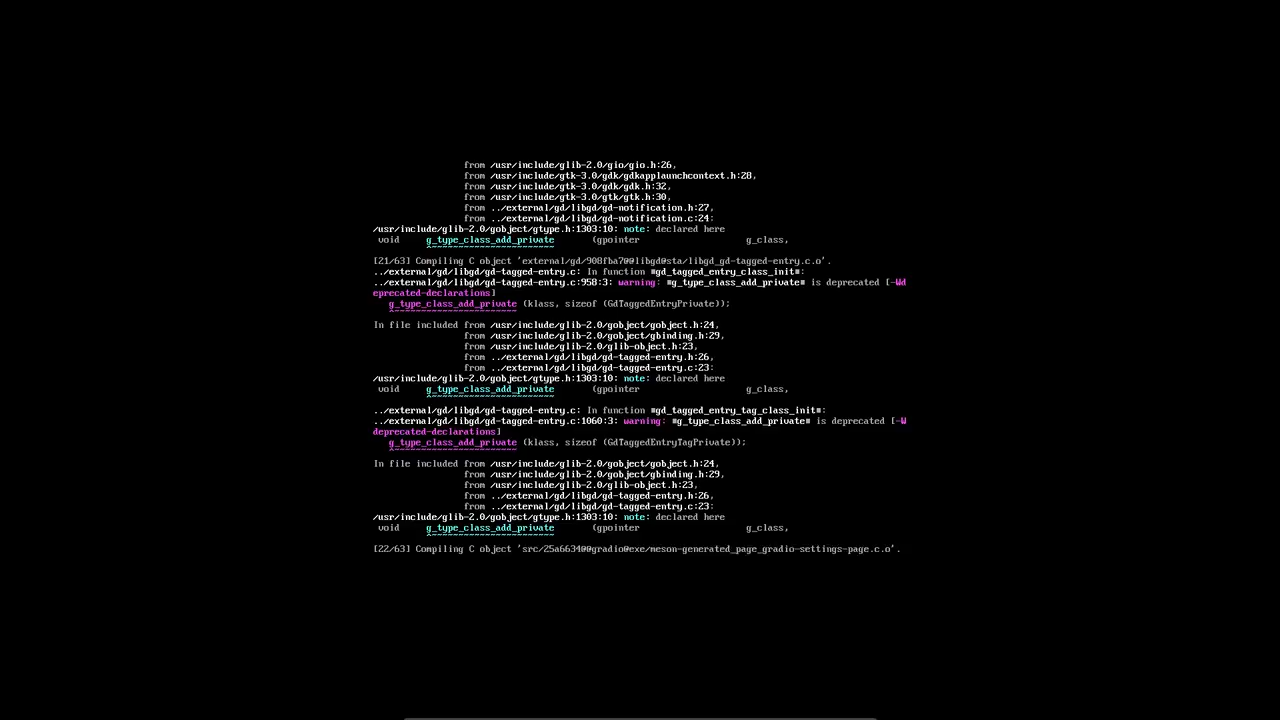 from /usr/include/glib-2.0/gio/gio.h:26,
from /usr/include/gtk-3.0/gdk/gdkapplaunchcontext.h:28,
from /usr/include/gtk-3.0/gdk/gdk.h:32,
from /usr/include/gtk-3.0/gtk/gtk.h:30,
from ../external/gd/libgd/gd-notification.h:27,
from ../external/gd/libgd/gd-notification.c:24:
/usr/include/glib-2.0/gobject/gtype.h:1303:10: note: declared here
void     g_type_class_add_private       (gpointer                    g_class,
^~~~~~~~~~~~~~~~~~~~~~~~
[21/63] Compiling C object 'external/gd/908fba7@@libgd@sta/libgd_gd-tagged-entry.c.o'.
../external/gd/libgd/gd-tagged-entry.c: In function ■gd_tagged_entry_class_init■:
../external/gd/libgd/gd-tagged-entry.c:958:3: warning: ■g_type_class_add_private■ is deprecated [-Wd
eprecated-declarations]
g_type_class_add_private (klass, sizeof (GdTaggedEntryPrivate));
^~~~~~~~~~~~~~~~~~~~~~~~
In file included from /usr/include/glib-2.0/gobject/gobject.h:24,
from /usr/include/glib-2.0/gobject/gbinding.h:29,
from /usr/include/glib-2.0/glib-object.h:23,
from ../external/gd/libgd/gd-tagged-entry.h:26,
from ../external/gd/libgd/gd-tagged-entry.c:23:
/usr/include/glib-2.0/gobject/gtype.h:1303:10: note: declared here
void     g_type_class_add_private       (gpointer                    g_class,
^~~~~~~~~~~~~~~~~~~~~~~~
../external/gd/libgd/gd-tagged-entry.c: In function ■gd_tagged_entry_tag_class_init■:
../external/gd/libgd/gd-tagged-entry.c:1060:3: warning: ■g_type_class_add_private■ is deprecated [-W
deprecated-declarations]
g_type_class_add_private (klass, sizeof (GdTaggedEntryTagPrivate));
^~~~~~~~~~~~~~~~~~~~~~~~
In file included from /usr/include/glib-2.0/gobject/gobject.h:24,
from /usr/include/glib-2.0/gobject/gbinding.h:29,
from /usr/include/glib-2.0/glib-object.h:23,
from ../external/gd/libgd/gd-tagged-entry.h:26,
from ../external/gd/libgd/gd-tagged-entry.c:23:
/usr/include/glib-2.0/gobject/gtype.h:1303:10: note: declared here
void     g_type_class_add_private       (gpointer                    g_class,
^~~~~~~~~~~~~~~~~~~~~~~~
[22/63] Compiling C object 'src/25a6634@@gradio@exe/meson-generated_page_gradio-settings-page.c.o'.